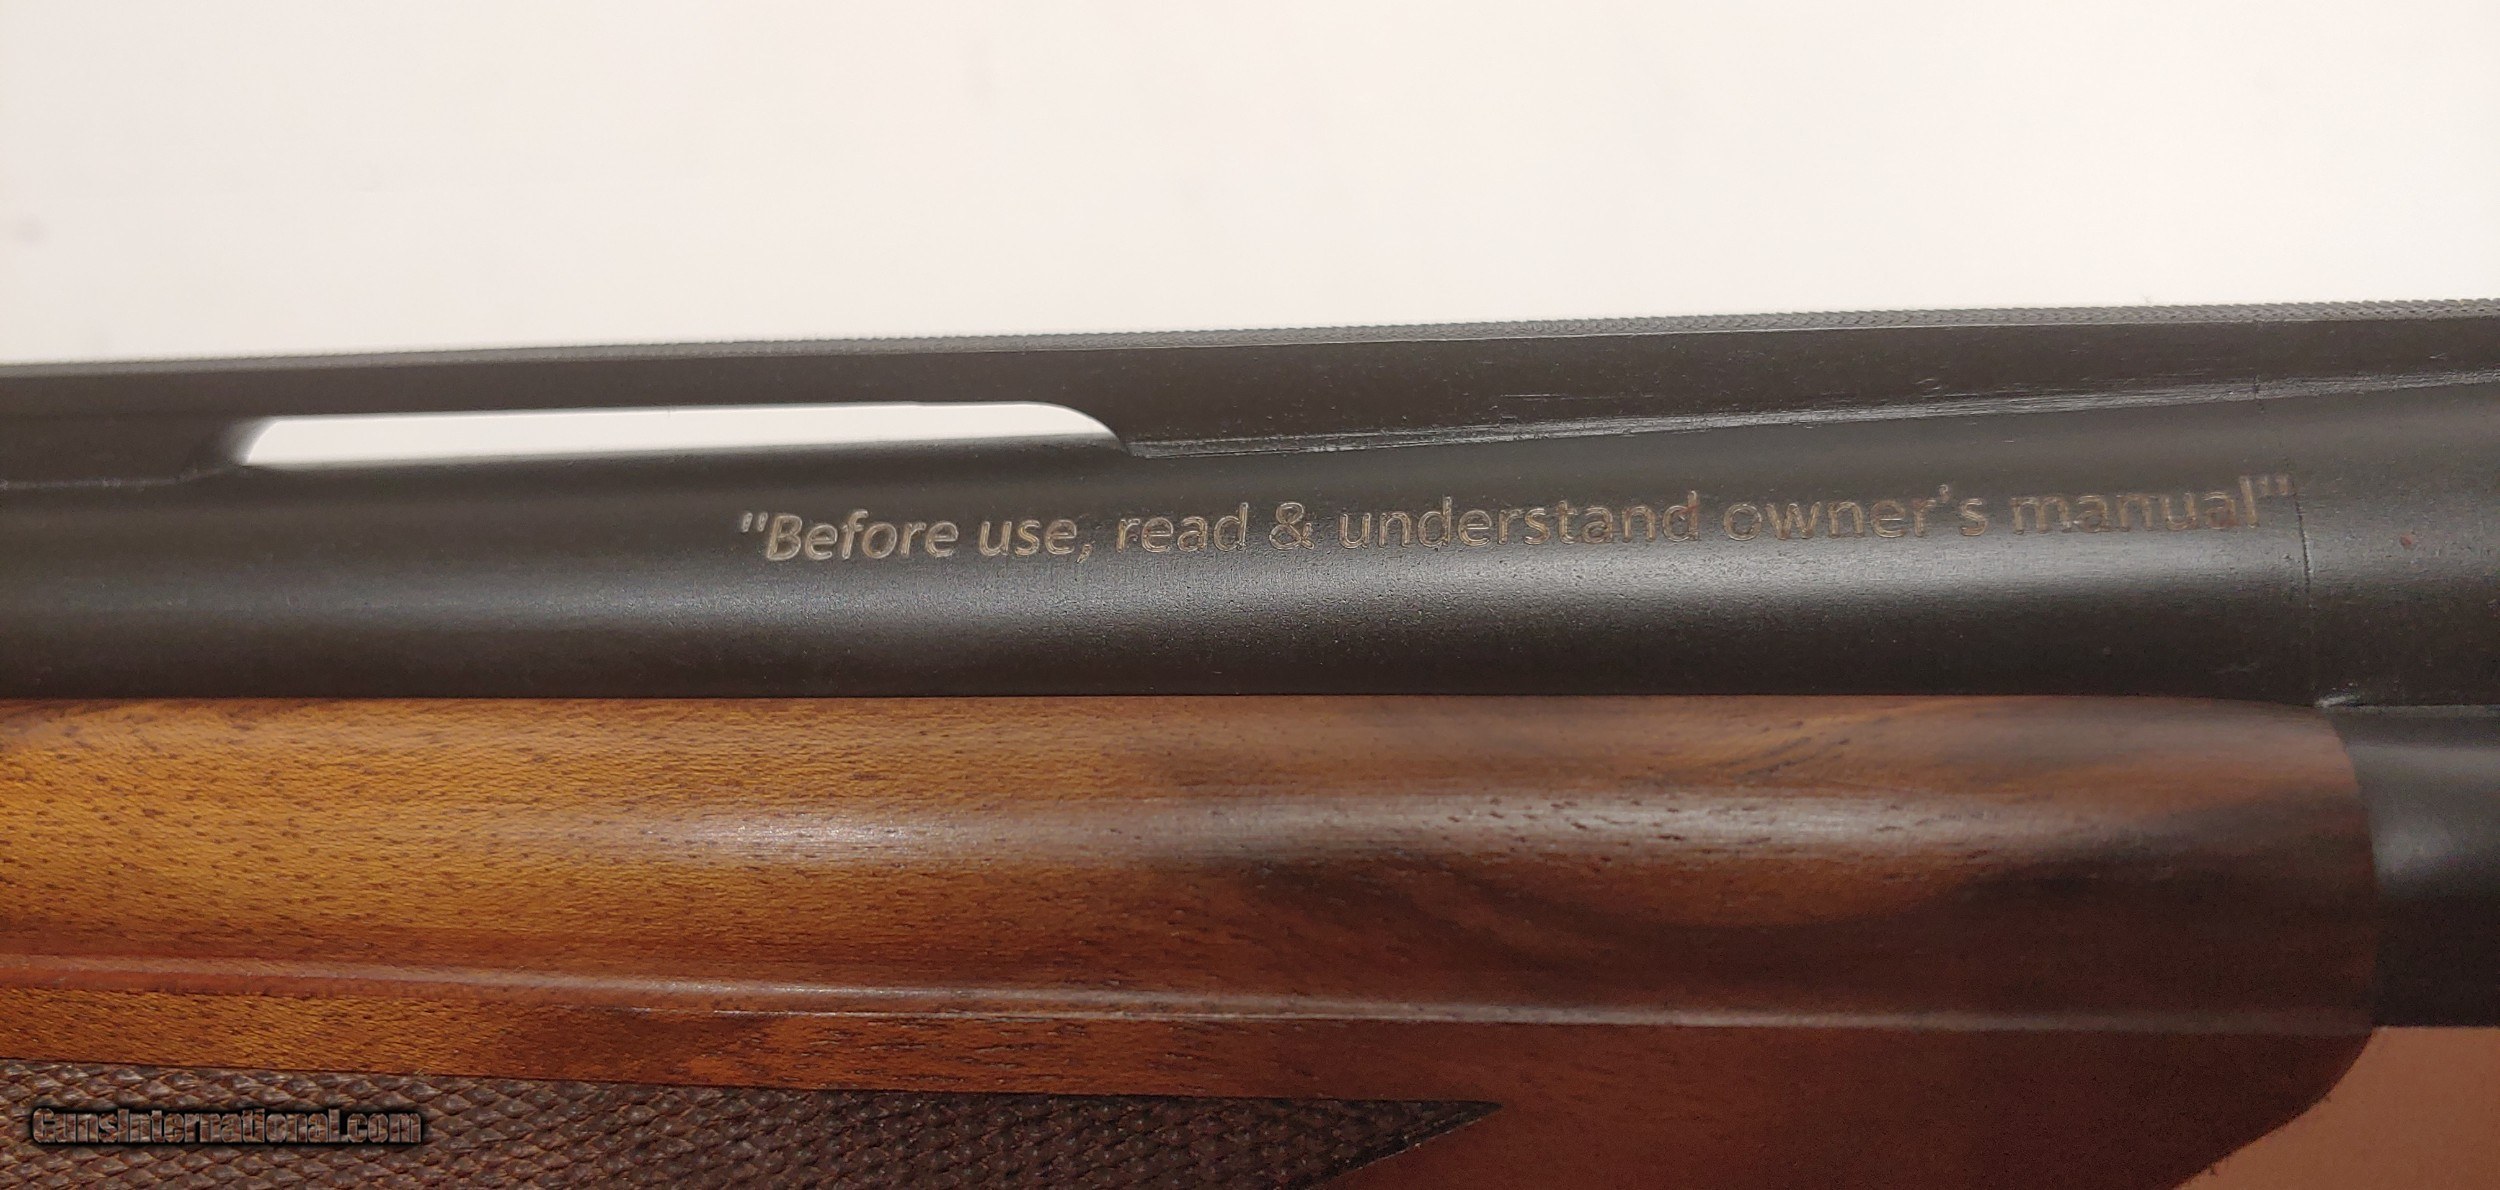 "Before use, read & understand owner's manual"
GunsInternational.com